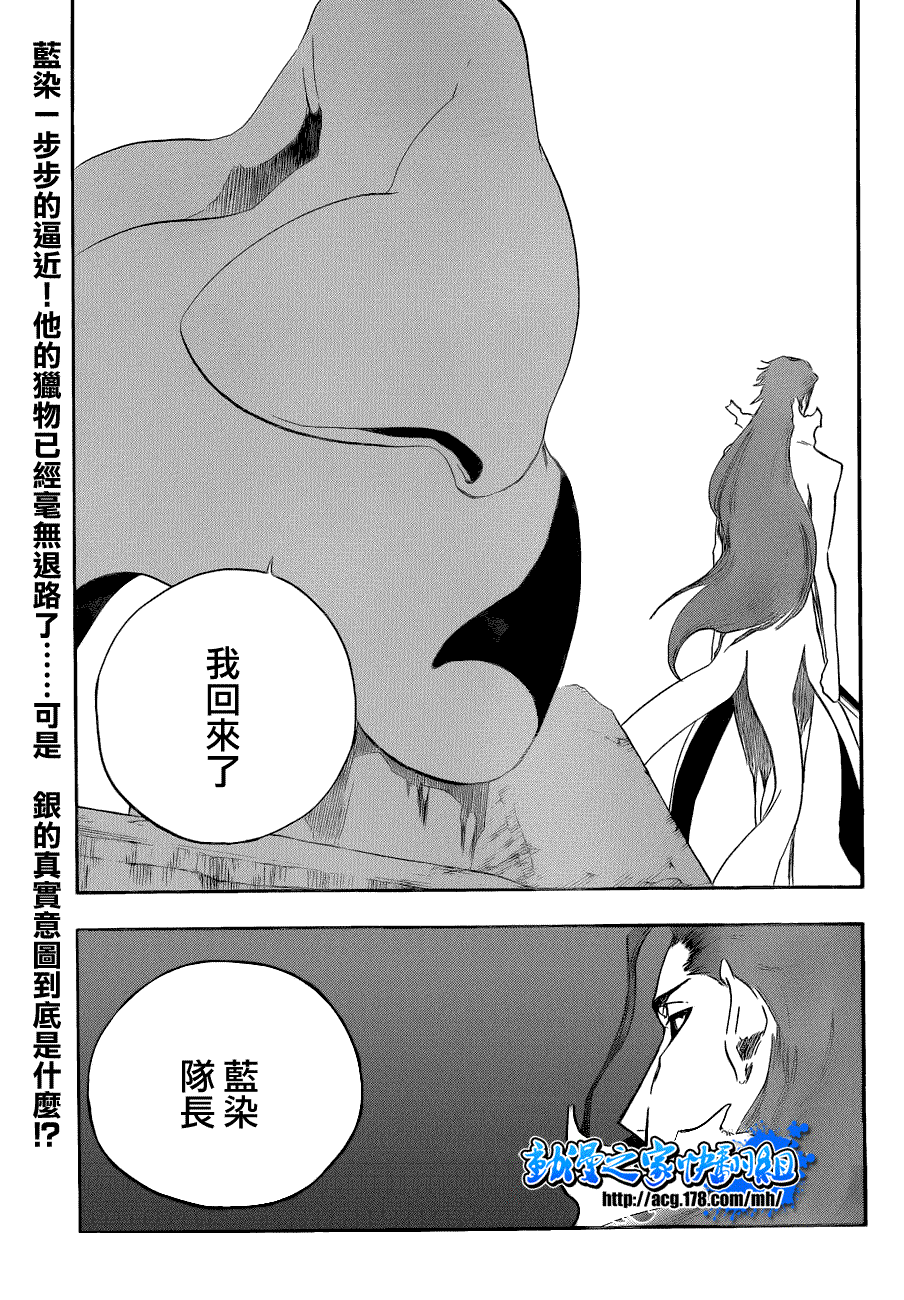 藍染一步步的逼近！他的獵物已經毫無退路了……可是　銀的真實意圖到底是什麼!?
我回來了
藍染
隊長
動漫之家快翻組
http://acg.178.com/mh/